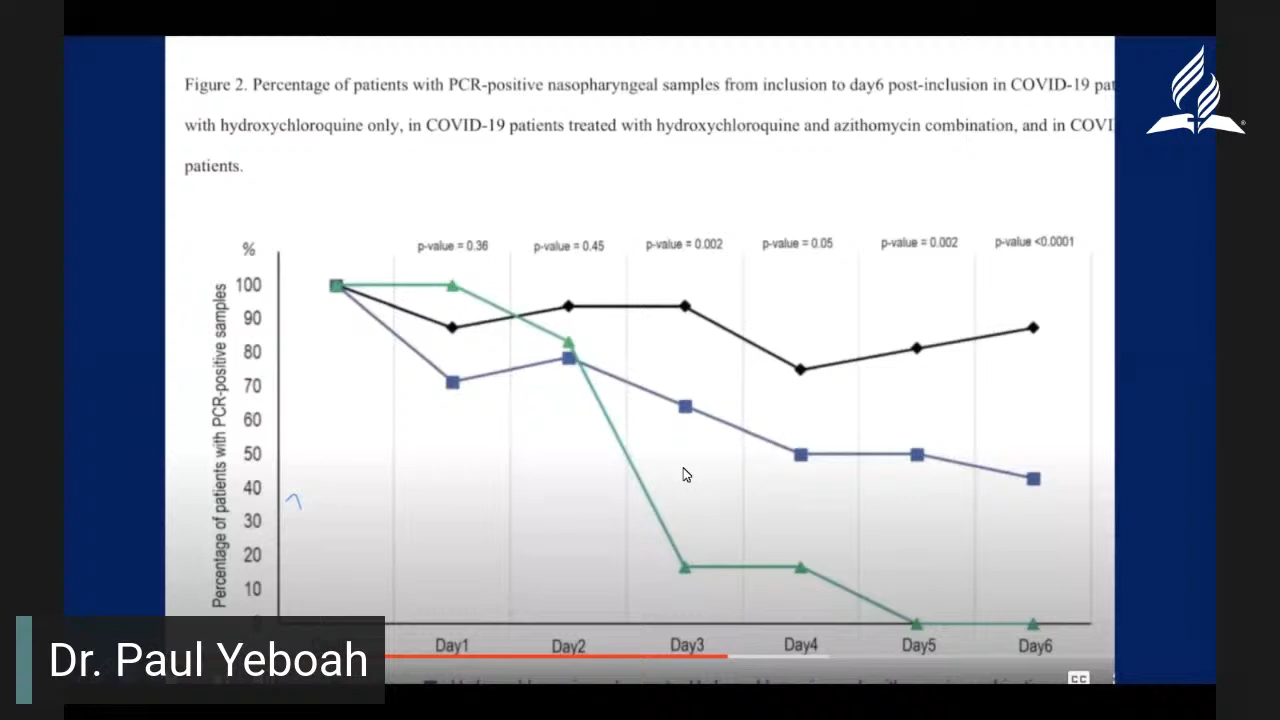 Figure 2. Percentage of patients with PCR-positive nasopharyngeal samples from inclusion to day6 post-inclusion in COVID-19
with hydroxychloroquine only, in COVID-19 patients treated with hydroxychloroquine and azithomycin combination, and in
patients.
%
p-value = 0.36 p-value = 0.45 p-value = 0.002 p-value = 0.05 p-value = 0.002 p-value <0.0001
Percentage of patients with PCR-positive samples
100
90
80
70
60
50
40
30
20
10
Day1 Day2 Day3 Day4 Day5 Day6
Dr. Paul Yeboah
CC